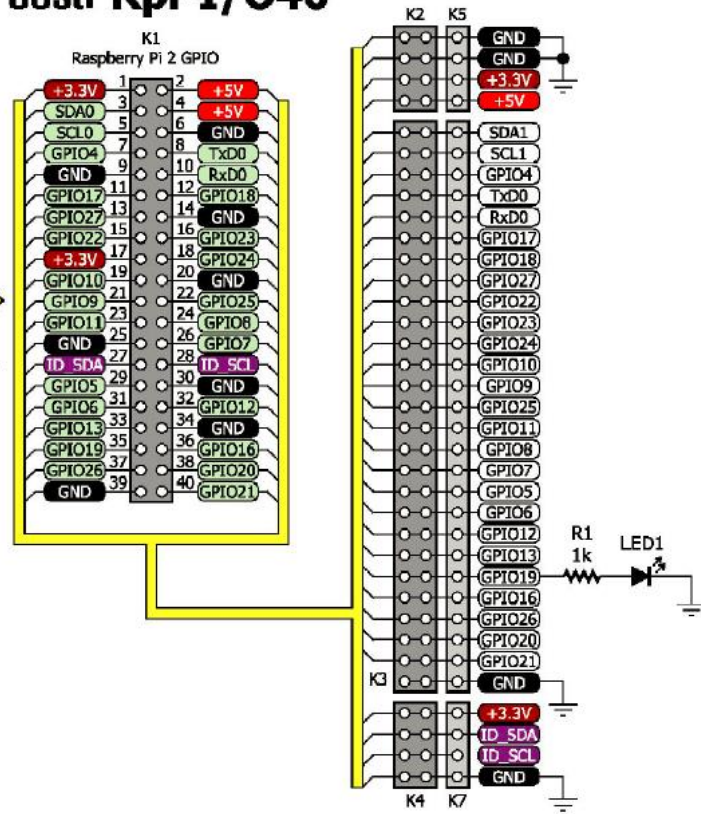 RPI-I/O40
K1
Raspberry Pi 2 GPIO
+3.3V 1 2 +5V
SDA0 3 4 +5V
SCL0 5 6 GND
GPIO4 7 8 TxD0
GND 9 10 RxD0
GPIO17 11 12 GPIO18
GPIO27 13 14 GND
GPIO22 15 16 GPIO23
+3.3V 17 18 GPIO24
GPIO10 19 20 GND
GPIO9 21 22 GPIO25
GPIO11 23 24 GPIO8
GND 25 26 GPIO7
ID_SDA 27 28 ID_SCL
GPIO5 29 30 GND
GPIO6 31 32 GPIO12
GPIO13 33 34 GND
GPIO19 35 36 GPIO16
GPIO26 37 38 GPIO20
GND 39 40 GPIO21
K2 K5
GND
GND
+3.3V
+5V
SDA1
SCL1
GPIO4
TxD0
RxD0
GPIO17
GPIO18
GPIO27
GPIO22
GPIO23
GPIO24
GPIO10
GPIO9
GPIO25
GPIO11
GPIO8
GPIO7
GPIO5
GPIO6
GPIO12
GPIO13
GPIO19
R1
1k
LED1
GPIO16
GPIO26
GPIO20
GPIO21
K3
GND
+3.3V
ID_SDA
ID_SCL
GND
K4 K7